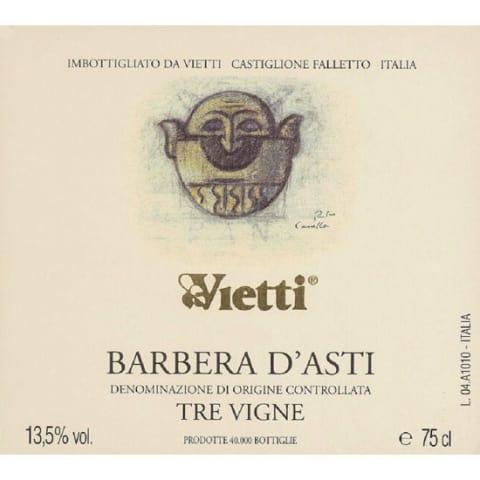 IMBOTTIGLIATO DA VIETTI CASTIGLIONE FALLETTO ITALIA
Vietti®
BARBERA D'ASTI
DENOMINAZIONE DI ORIGINE CONTROLLATA
TRE VIGNE
13,5% vol.
PRODOTTE 40.000 BOTTIGLIE
℮ 75 cl
L. 04.A1010 - ITALIA